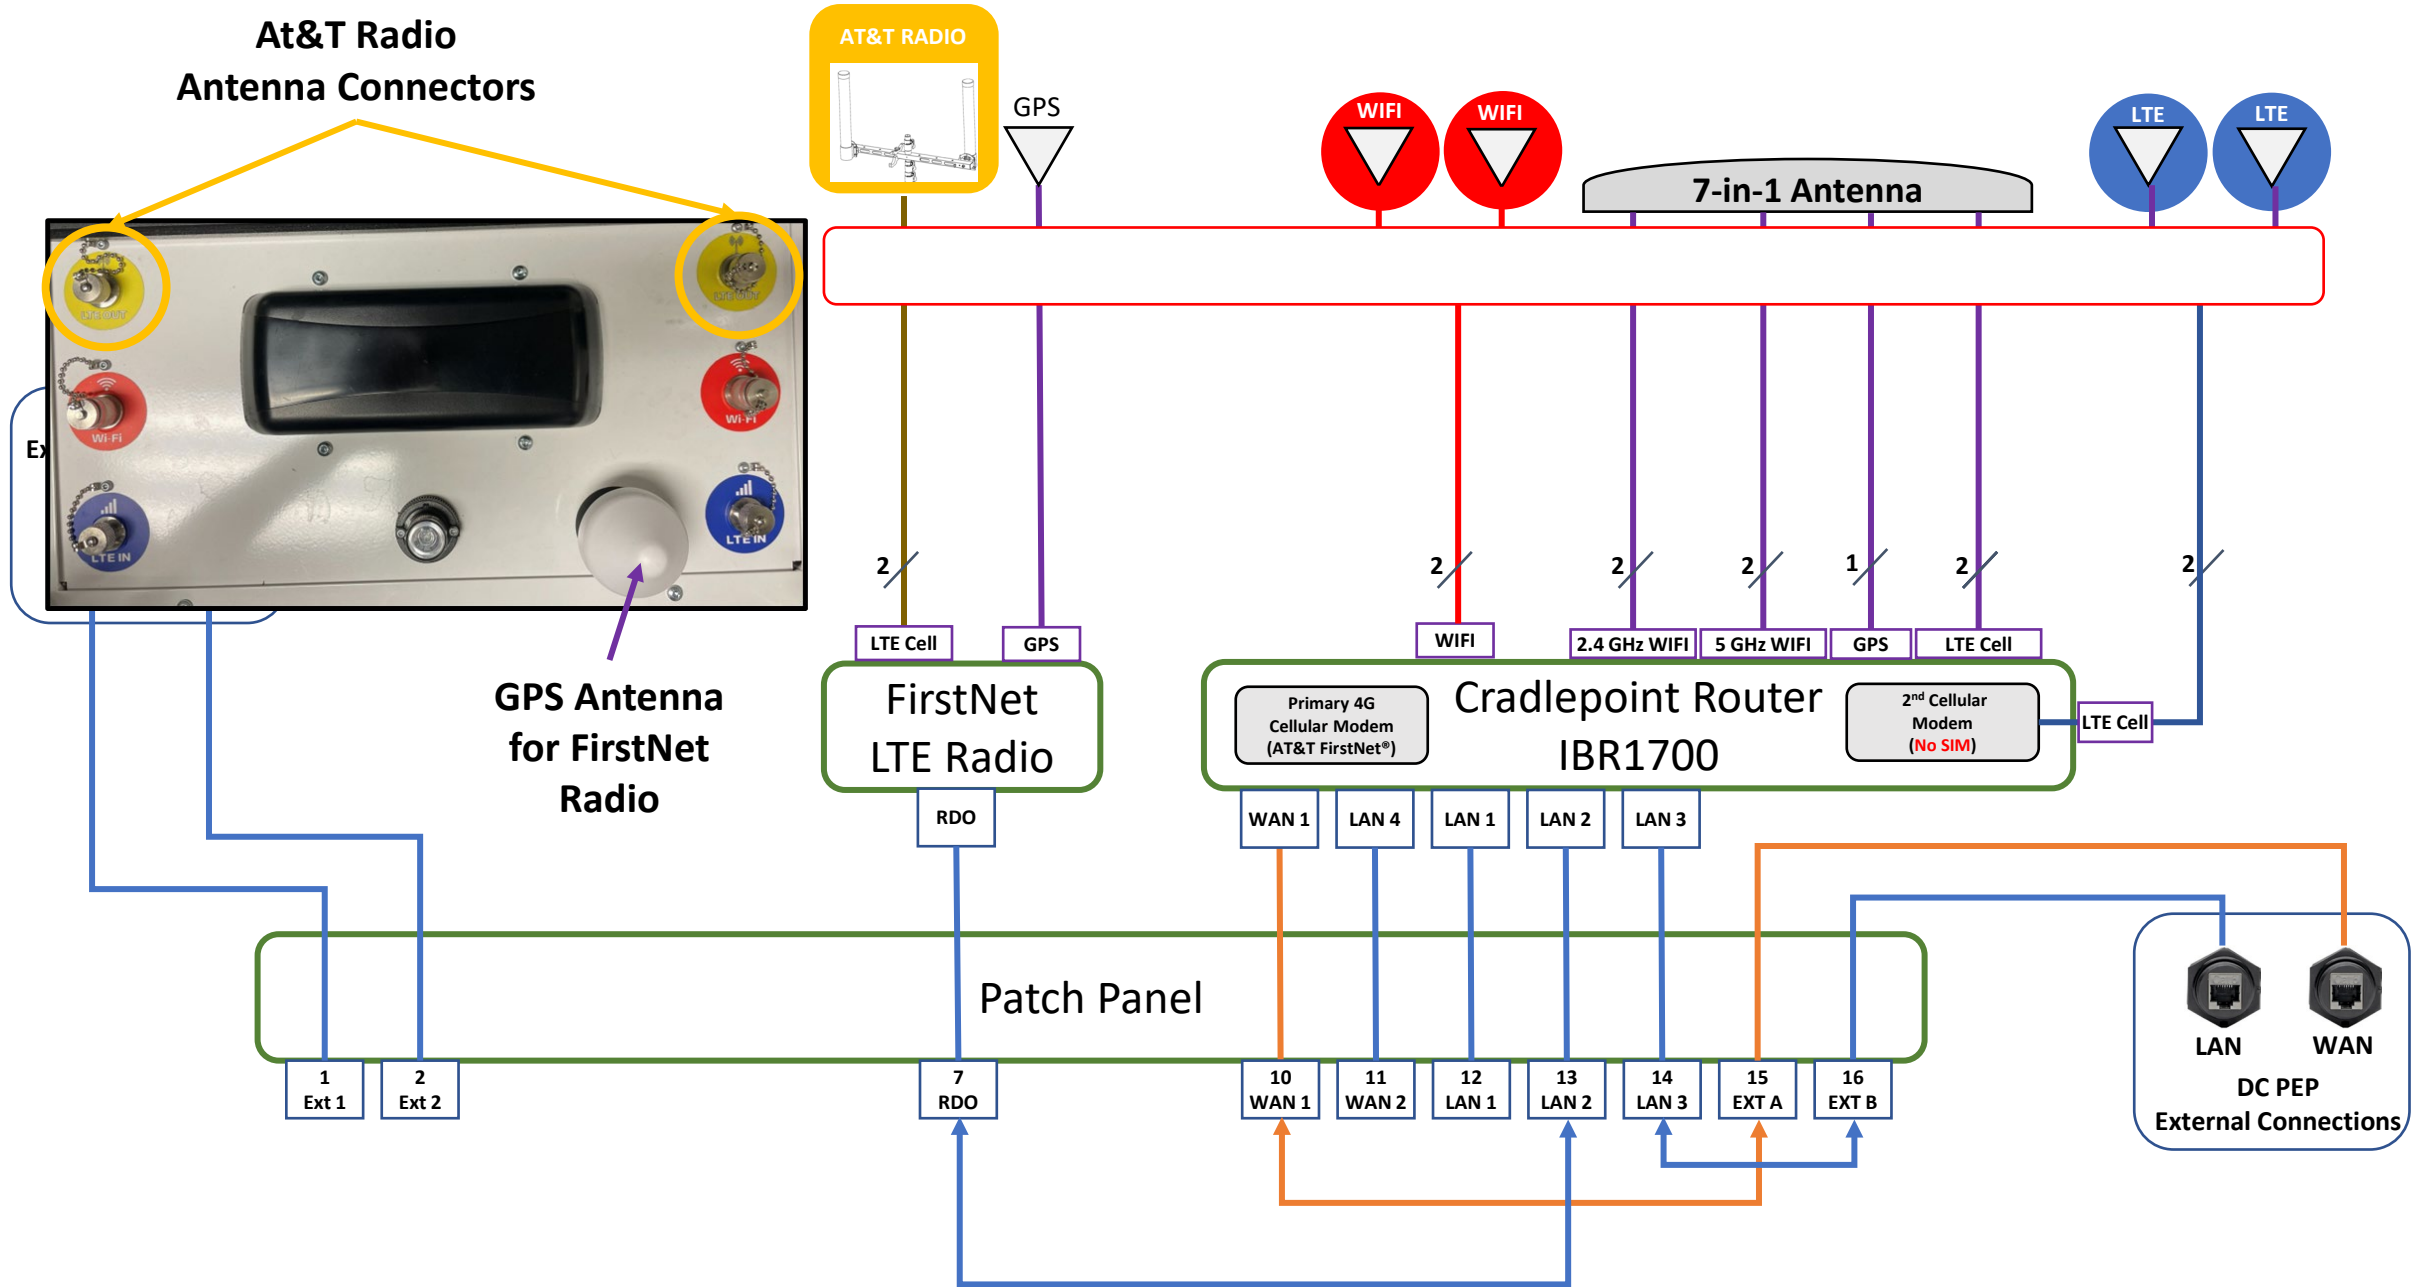 At&T Radio
Antenna Connectors
AT&T RADIO
GPS
WIFI
WIFI
7-in-1 Antenna
LTE
LTE
LTE OUT
LTE OUT
Wi-Fi
Wi-Fi
LTE IN
LTE IN
Ex
GPS Antenna
for FirstNet
Radio
2
2
2
2
1
2
2
LTE Cell
GPS
WIFI
2.4 GHz WIFI
5 GHz WIFI
GPS
LTE Cell
FirstNet
LTE Radio
Primary 4G
Cellular Modem
(AT&T FirstNet®)
Cradlepoint Router
IBR1700
2nd Cellular
Modem
(No SIM)
LTE Cell
RDO
WAN 1
LAN 4
LAN 1
LAN 2
LAN 3
Patch Panel
1
Ext 1
2
Ext 2
7
RDO
10
WAN 1
11
WAN 2
12
LAN 1
13
LAN 2
14
LAN 3
15
EXT A
16
EXT B
LAN
WAN
DC PEP
External Connections